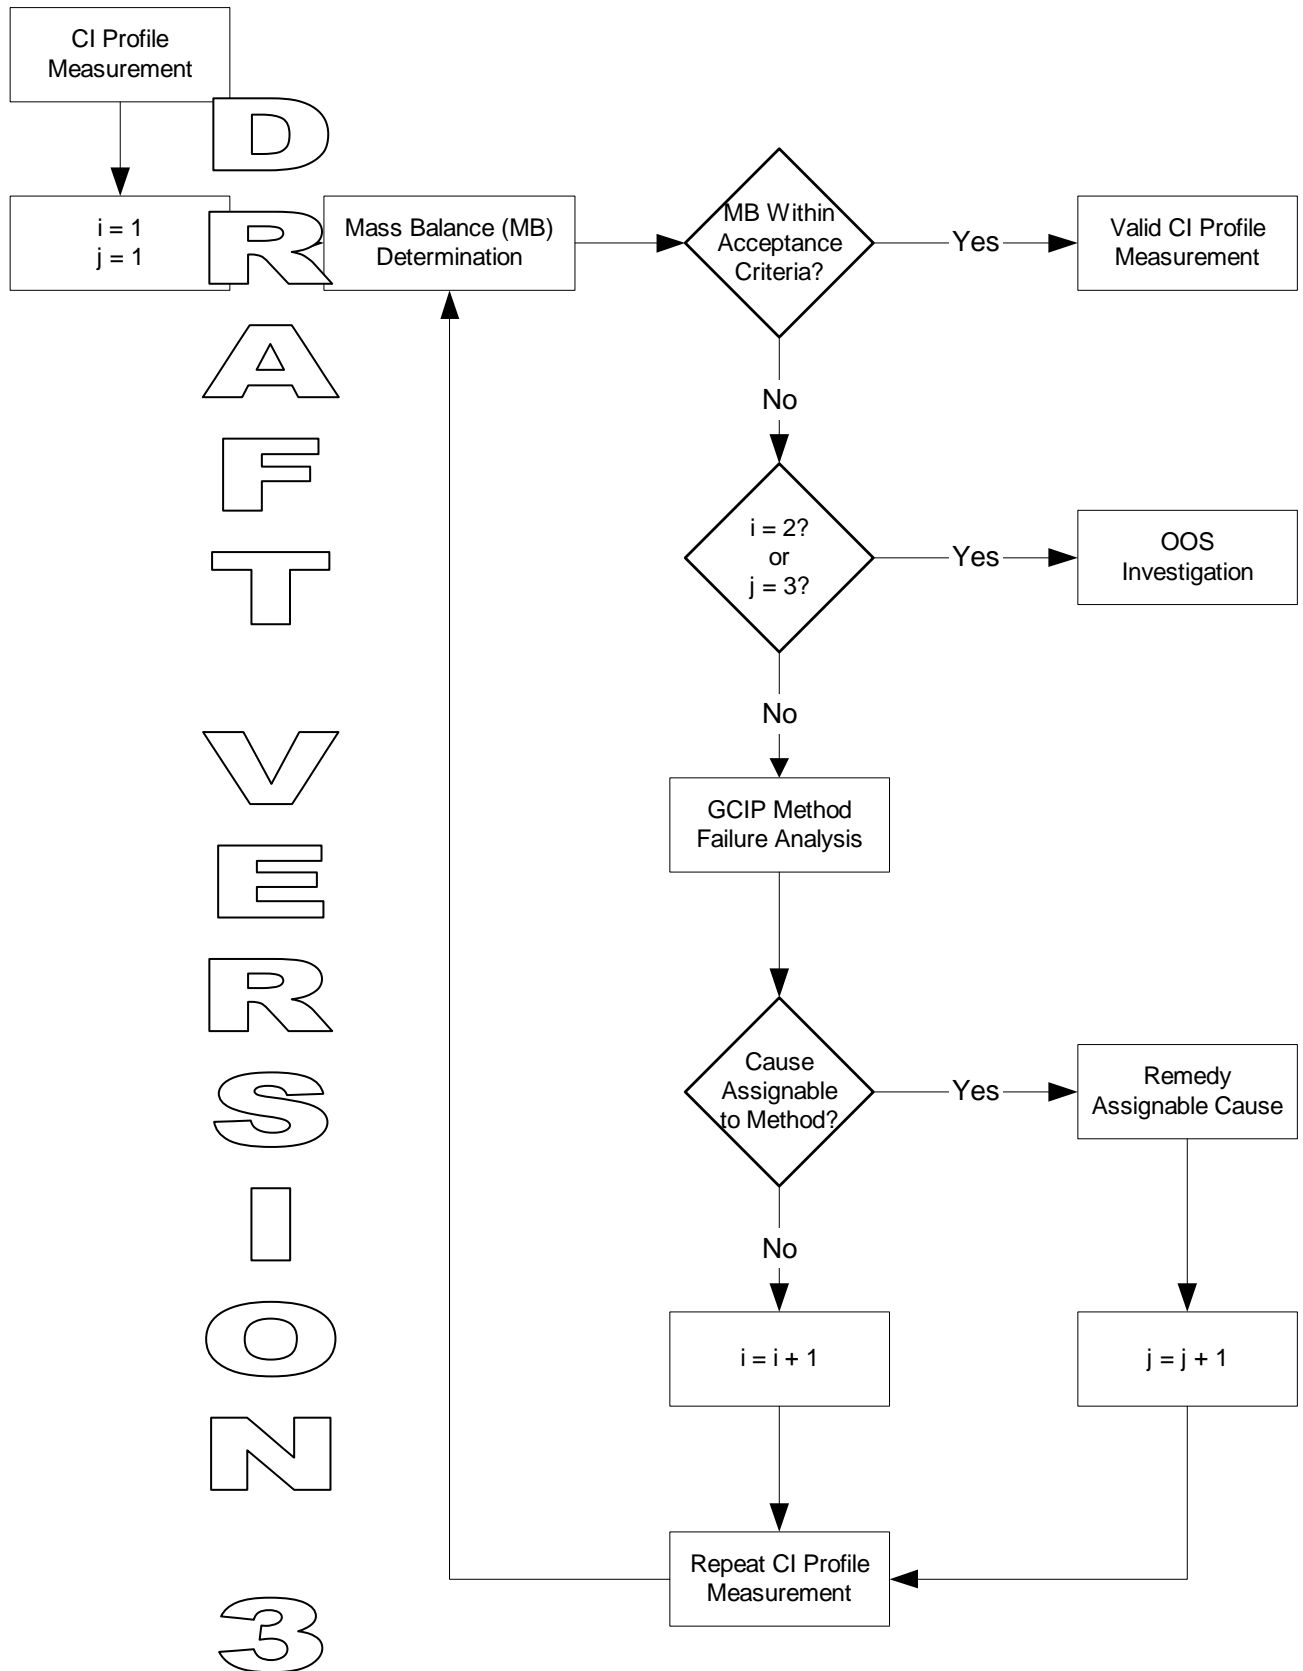 CI Profile
Measurement
i = 1
j = 1
Mass Balance (MB)
Determination
MB Within
Acceptance
Criteria?
Yes
Valid CI Profile
Measurement
No
i = 2?
or
j = 3?
Yes
OOS
Investigation
No
GCIP Method
Failure Analysis
Cause
Assignable
to Method?
Yes
Remedy
Assignable Cause
No
i = i + 1
j = j + 1
Repeat CI Profile
Measurement
DRAFT VERSION 3